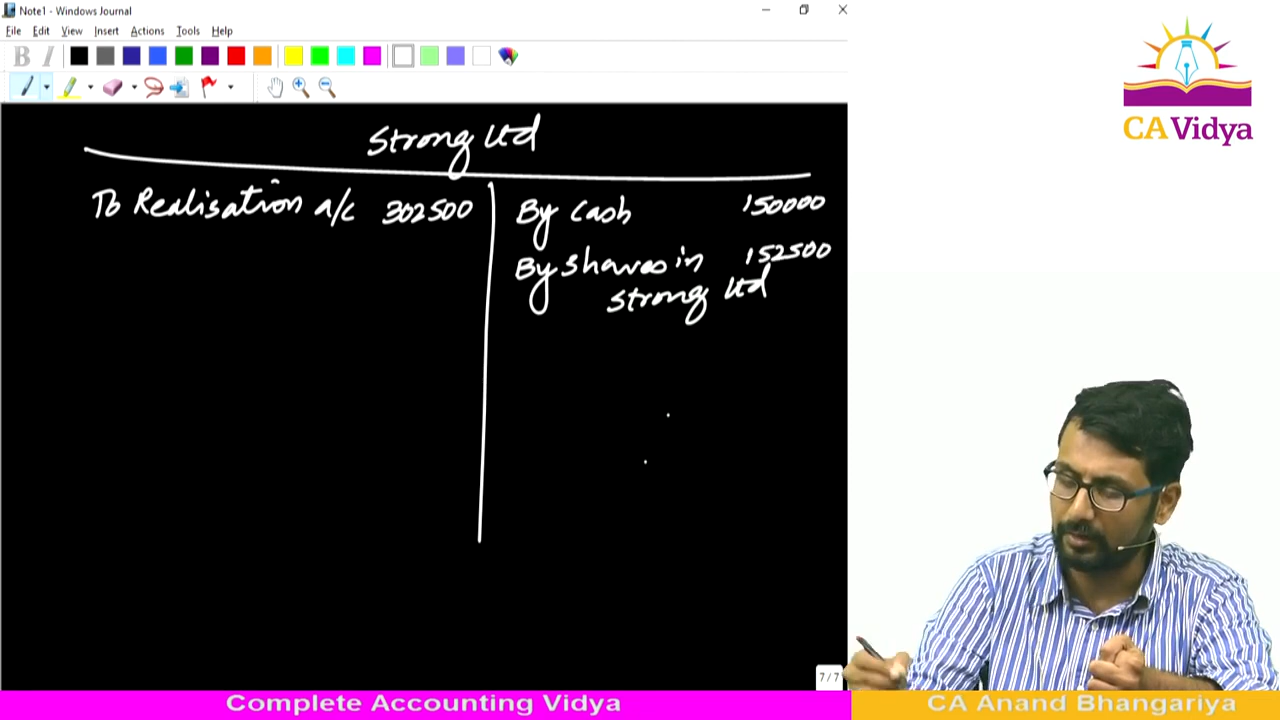 Note1 - Windows Journal
File Edit View Insert Actions Tools Help
B I
Strong Ltd
To Realisation a/c 302500
By Cash 150000
By Shares in 152500
Strong Ltd
7 / 7
CA Vidya
Complete Accounting Vidya
CA Anand Bhangariya